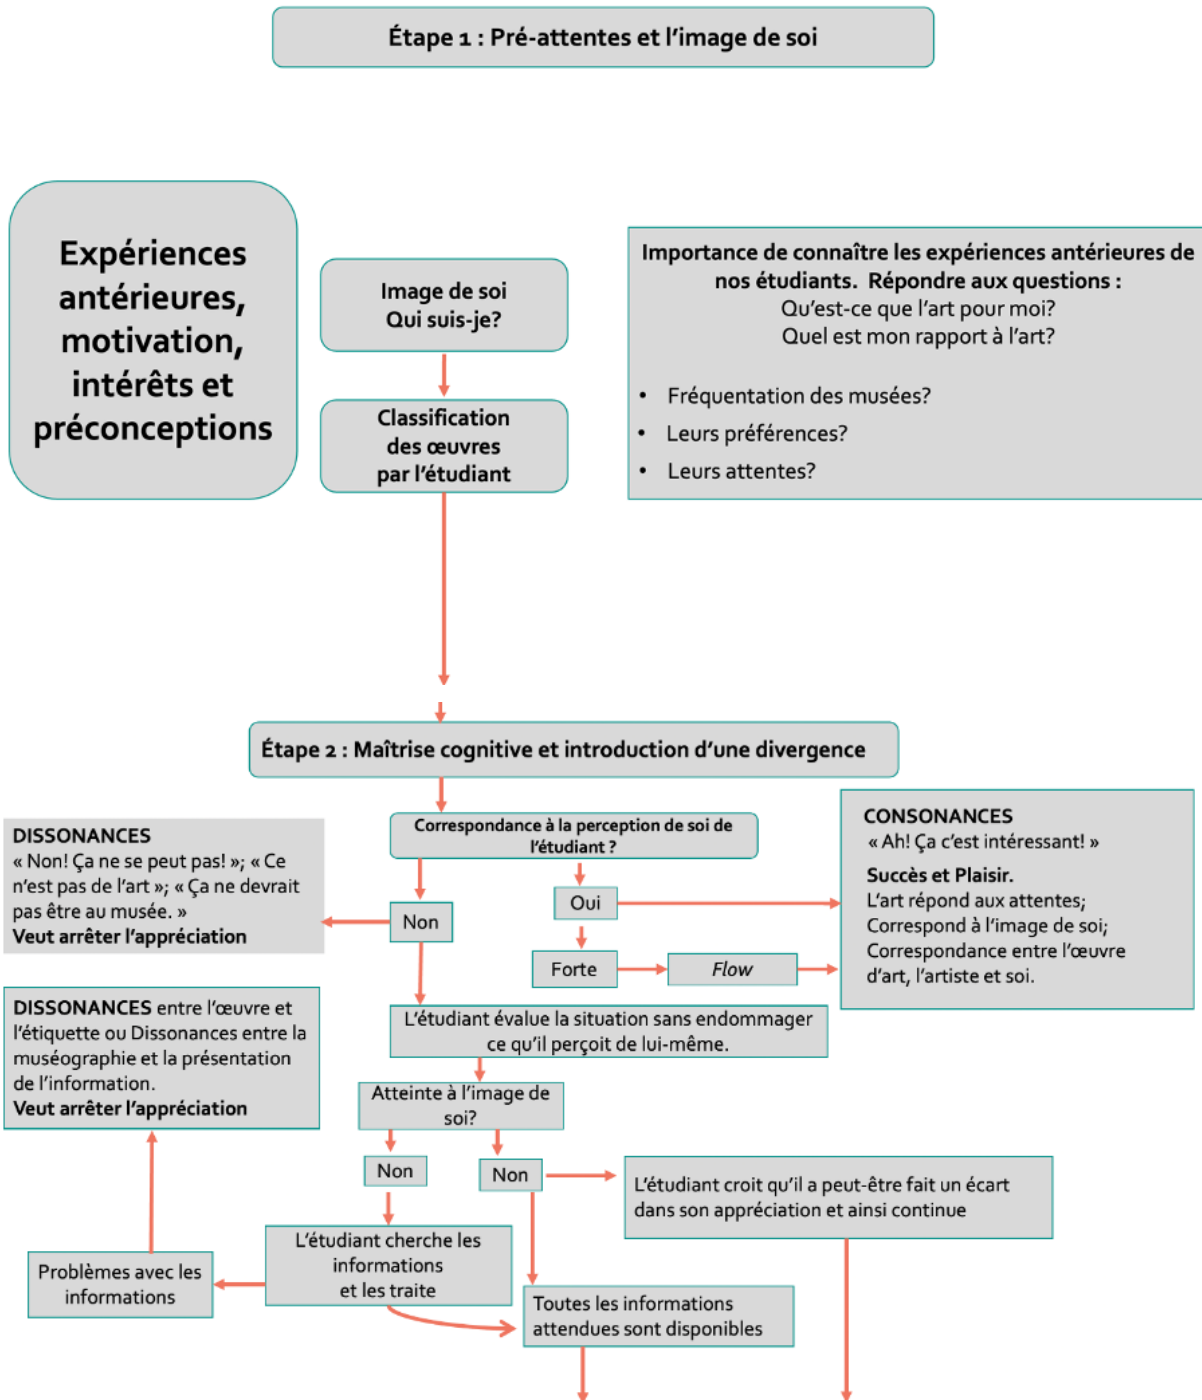 Étape 1 : Pré-attentes et l'image de soi
Expériences
antérieures,
motivation,
intérêts et
préconceptions
Image de soi
Qui suis-je?
Classification
des œuvres
par l'étudiant
Importance de connaître les expériences antérieures de
nos étudiants. Répondre aux questions :
Qu'est-ce que l'art pour moi?
Quel est mon rapport à l'art?
• Fréquentation des musées?
• Leurs préférences?
• Leurs attentes?
Étape 2 : Maîtrise cognitive et introduction d'une divergence
Correspondance à la perception de soi de
l'étudiant ?
DISSONANCES
« Non! Ça ne se peut pas! »; « Ce
n'est pas de l'art »; « Ça ne devrait
pas être au musée. »
Veut arrêter l'appréciation
Non
Oui
Forte
Flow
CONSONANCES
« Ah! Ça c'est intéressant! »
Succès et Plaisir.
L'art répond aux attentes;
Correspond à l'image de soi;
Correspondance entre l'œuvre
d'art, l'artiste et soi.
DISSONANCES entre l'œuvre et
l'étiquette ou Dissonances entre la
muséographie et la présentation
de l'information.
Veut arrêter l'appréciation
L'étudiant évalue la situation sans endommager
ce qu'il perçoit de lui-même.
Atteinte à l'image de
soi?
Non
Non
L'étudiant croit qu'il a peut-être fait un écart
dans son appréciation et ainsi continue
L'étudiant cherche les
informations
et les traite
Problèmes avec les
informations
Toutes les informations
attendues sont disponibles